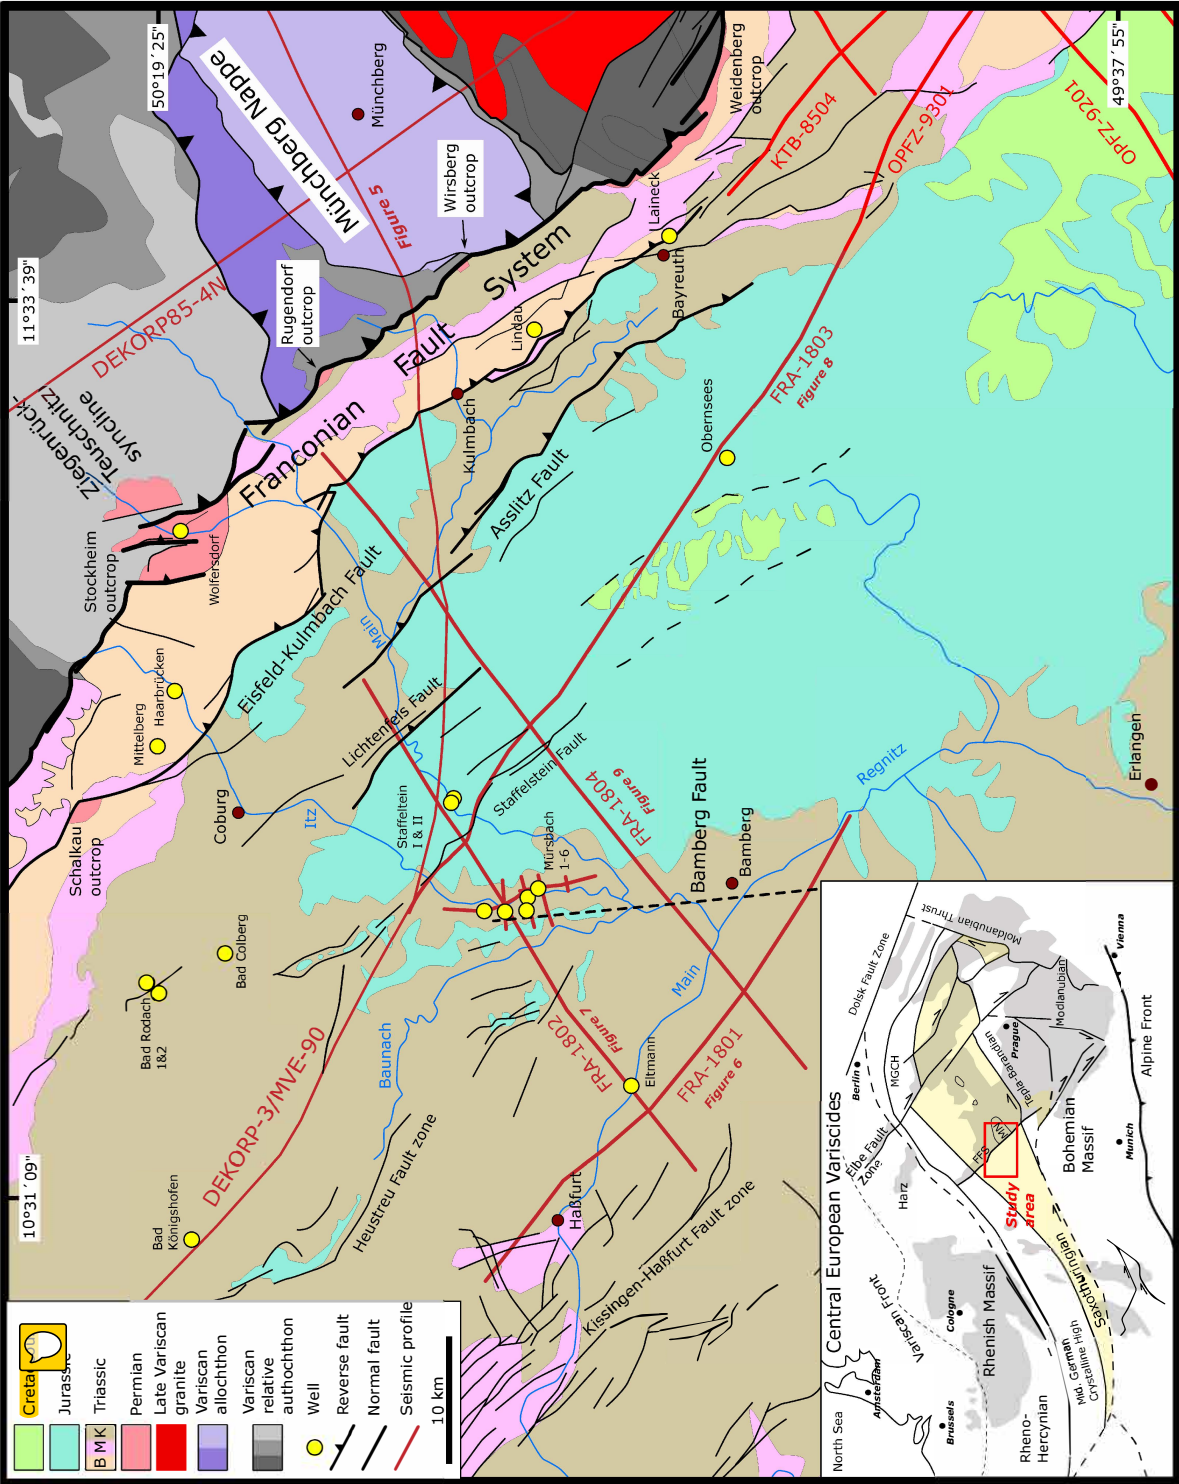 50°19´25"
49°37´55"
11°33´39"
10°31´09"
Münchberg Nappe
Münchberg
Weidenberg
outcrop
KTB-8504
OPFZ-9301
OPFZ-9201
Wirsberg
outcrop
Figure 5
Laineck
Bayreuth
Rugendorf
outcrop
DEKORP85-4N
Ziegenrück-
Teuschnitz
syncline
Franconian
Fault
System
Lindau
Kulmbach
Stockheim
outcrop
Wolfersdorf
Asslitz Fault
Obernsees
FRA-1803
Figure 8
Eisfeld-Kulmbach Fault
Main
Haarbrücken
Mittelberg
Lichtenfels Fault
Staffelstein Fault
Coburg
Itz
Staffeltein
I & II
Schalkau
outcrop
Mürsbach
1-6
FRA-1804
Figure 9
Bamberg Fault
Bamberg
Regnitz
Erlangen
Bad Colberg
Bad Rodach
1&2
DEKORP-3/MVE-90
Baunach
Main
FRA-1802
Figure 7
Eltmann
FRA-1801
Figure 6
Heustreu Fault zone
Bad
Königshofen
Haßfurt
Kissingen-Haßfurt Fault zone
Jurassic
Triassic
B M K
Permian
Late Variscan
granite
Variscan
allochthon
Variscan
relative
authochthon
Well
Reverse fault
Normal fault
Seismic profile
10 km
Central European Variscides
North Sea
Amsterdam
Brussels
Cologne
Variscan Front
Rhenish Massif
Rheno-
Hercynian
Mid. German
Crystalline High
Saxothuringian
Harz
Elbe Fault
Zone
Berlin
MGCH
Dolsk Fault Zone
Moldanubian Thrust
Modlanubian
Prague
Tepla-Barandian
FFS
MN
Study
area
Bohemian
Massif
Munich
Vienna
Alpine Front